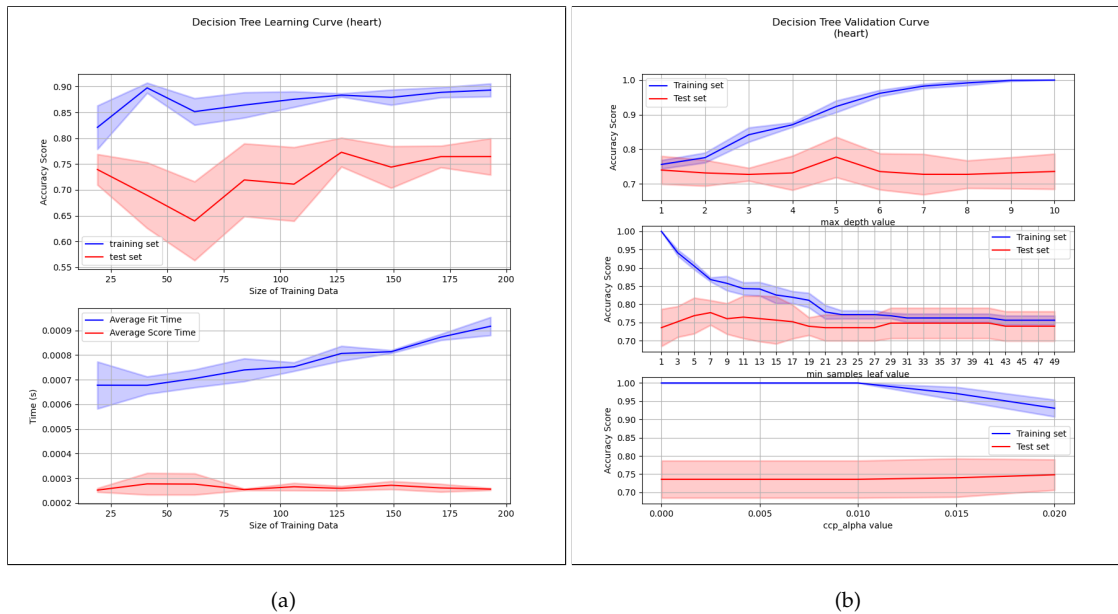 Decision Tree Learning Curve (heart)
0.90
0.85
0.80
0.75
0.70
0.65
0.60
0.55
Accuracy Score
training set
test set
25 50 75 100 125 150 175 200
Size of Training Data
Average Fit Time
Average Score Time
0.0009
0.0008
0.0007
0.0006
0.0005
0.0004
0.0003
0.0002
Time (s)
25 50 75 100 125 150 175 200
Size of Training Data
(a)
Decision Tree Validation Curve
(heart)
1.0
0.9
0.8
0.7
Accuracy Score
Training set
Test set
1 2 3 4 5 6 7 8 9 10
max_depth value
1.00
0.95
0.90
0.85
0.80
0.75
0.70
Accuracy Score
Training set
Test set
1 3 5 7 9 11 13 15 17 19 21 23 25 27 29 31 33 35 37 39 41 43 45 47 49
min_samples_leaf value
1.00
0.95
0.90
0.85
0.80
0.75
0.70
Accuracy Score
Training set
Test set
0.000 0.005 0.010 0.015 0.020
ccp_alpha value
(b)